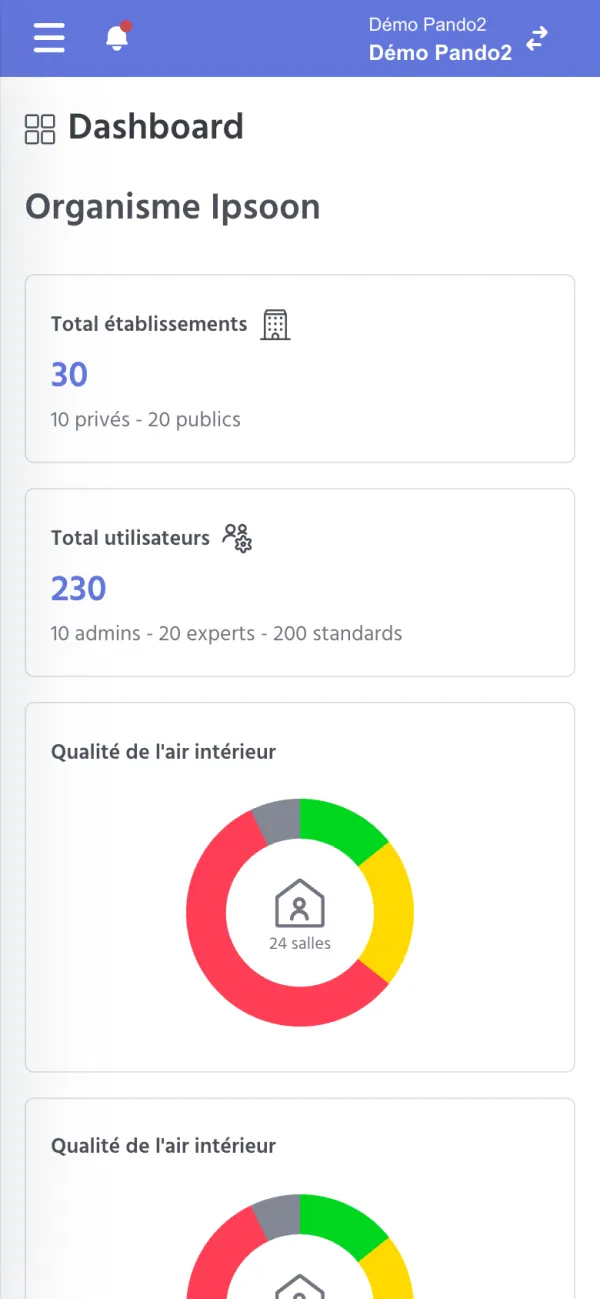 Démo Pando2
Démo Pando2
Dashboard
Organisme Ipsoon
Total établissements
30
10 privés - 20 publics
Total utilisateurs
230
10 admins - 20 experts - 200 standards
Qualité de l'air intérieur
24 salles
Qualité de l'air intérieur